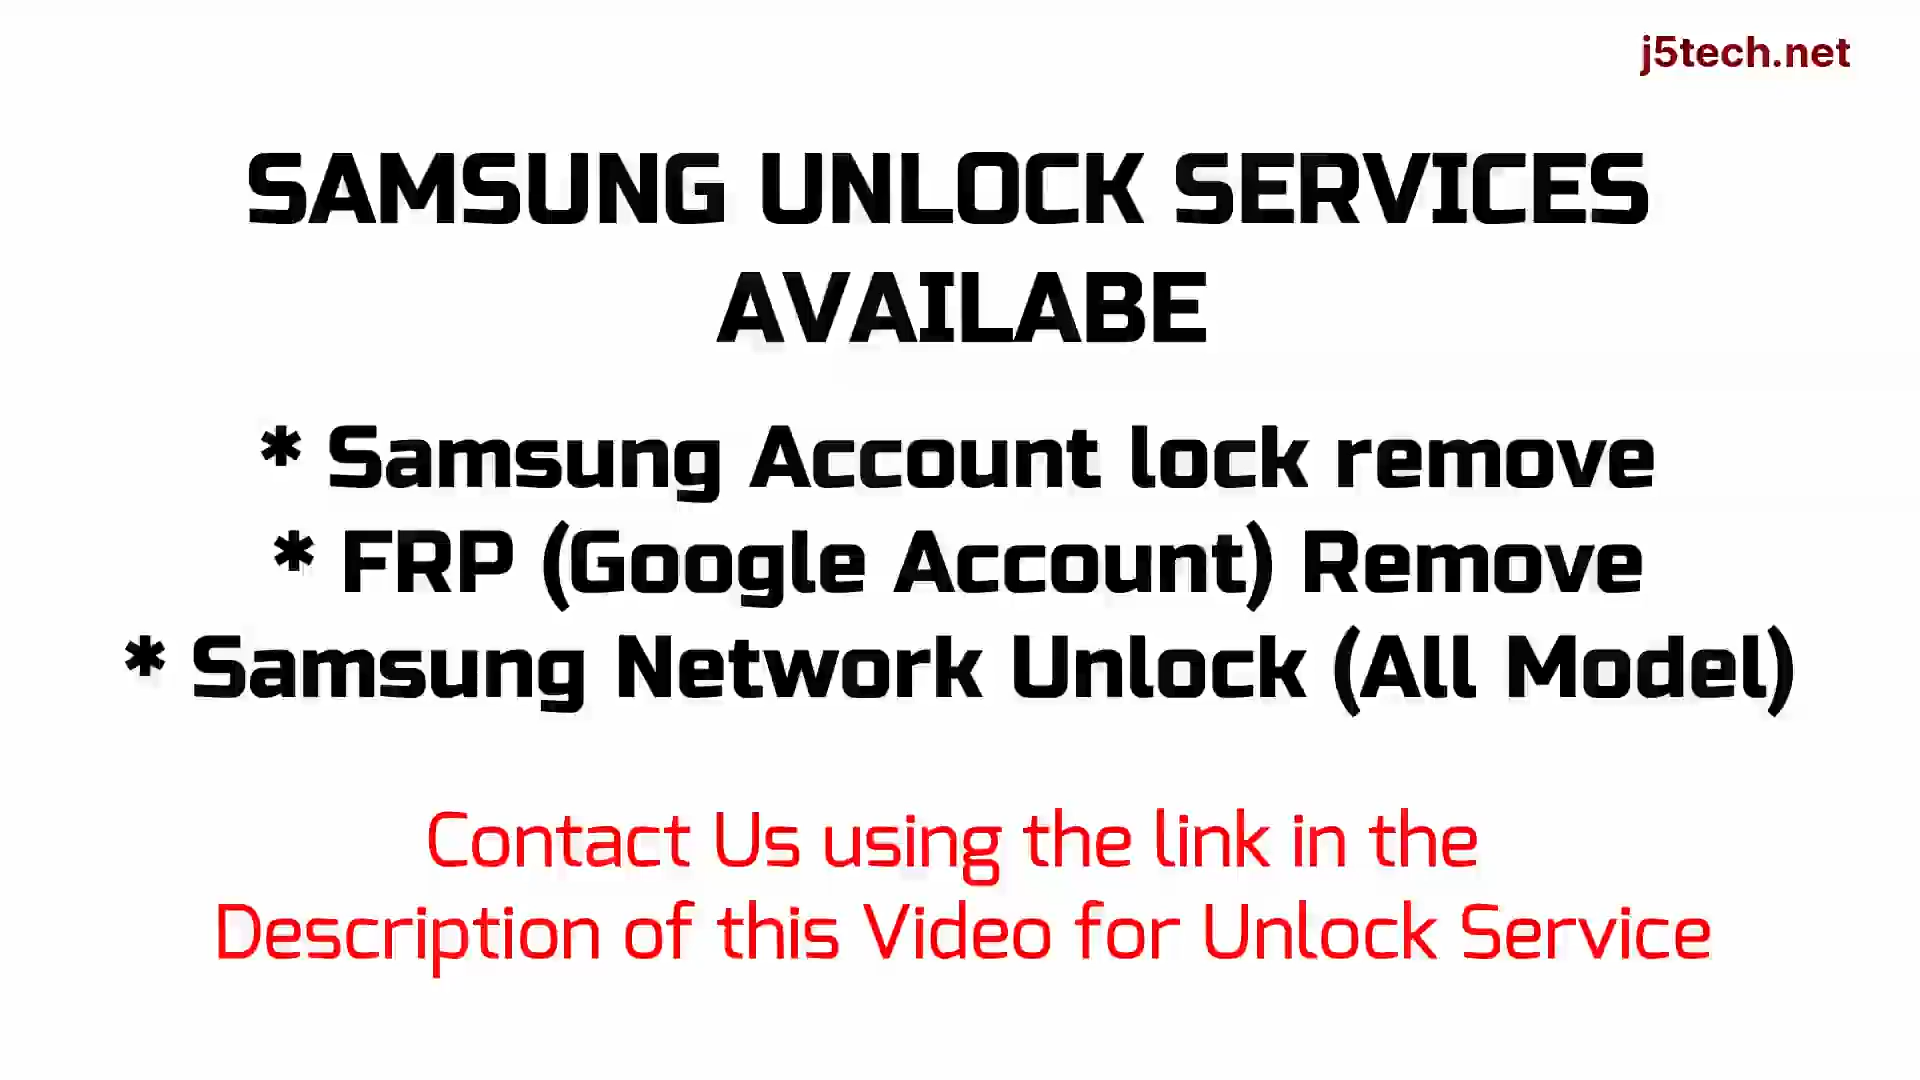 j5tech.net
SAMSUNG UNLOCK SERVICES
AVAILABE
* Samsung Account lock remove
* FRP (Google Account) Remove
* Samsung Network Unlock (All Model)
Contact Us using the link in the
Description of this Video for Unlock Service